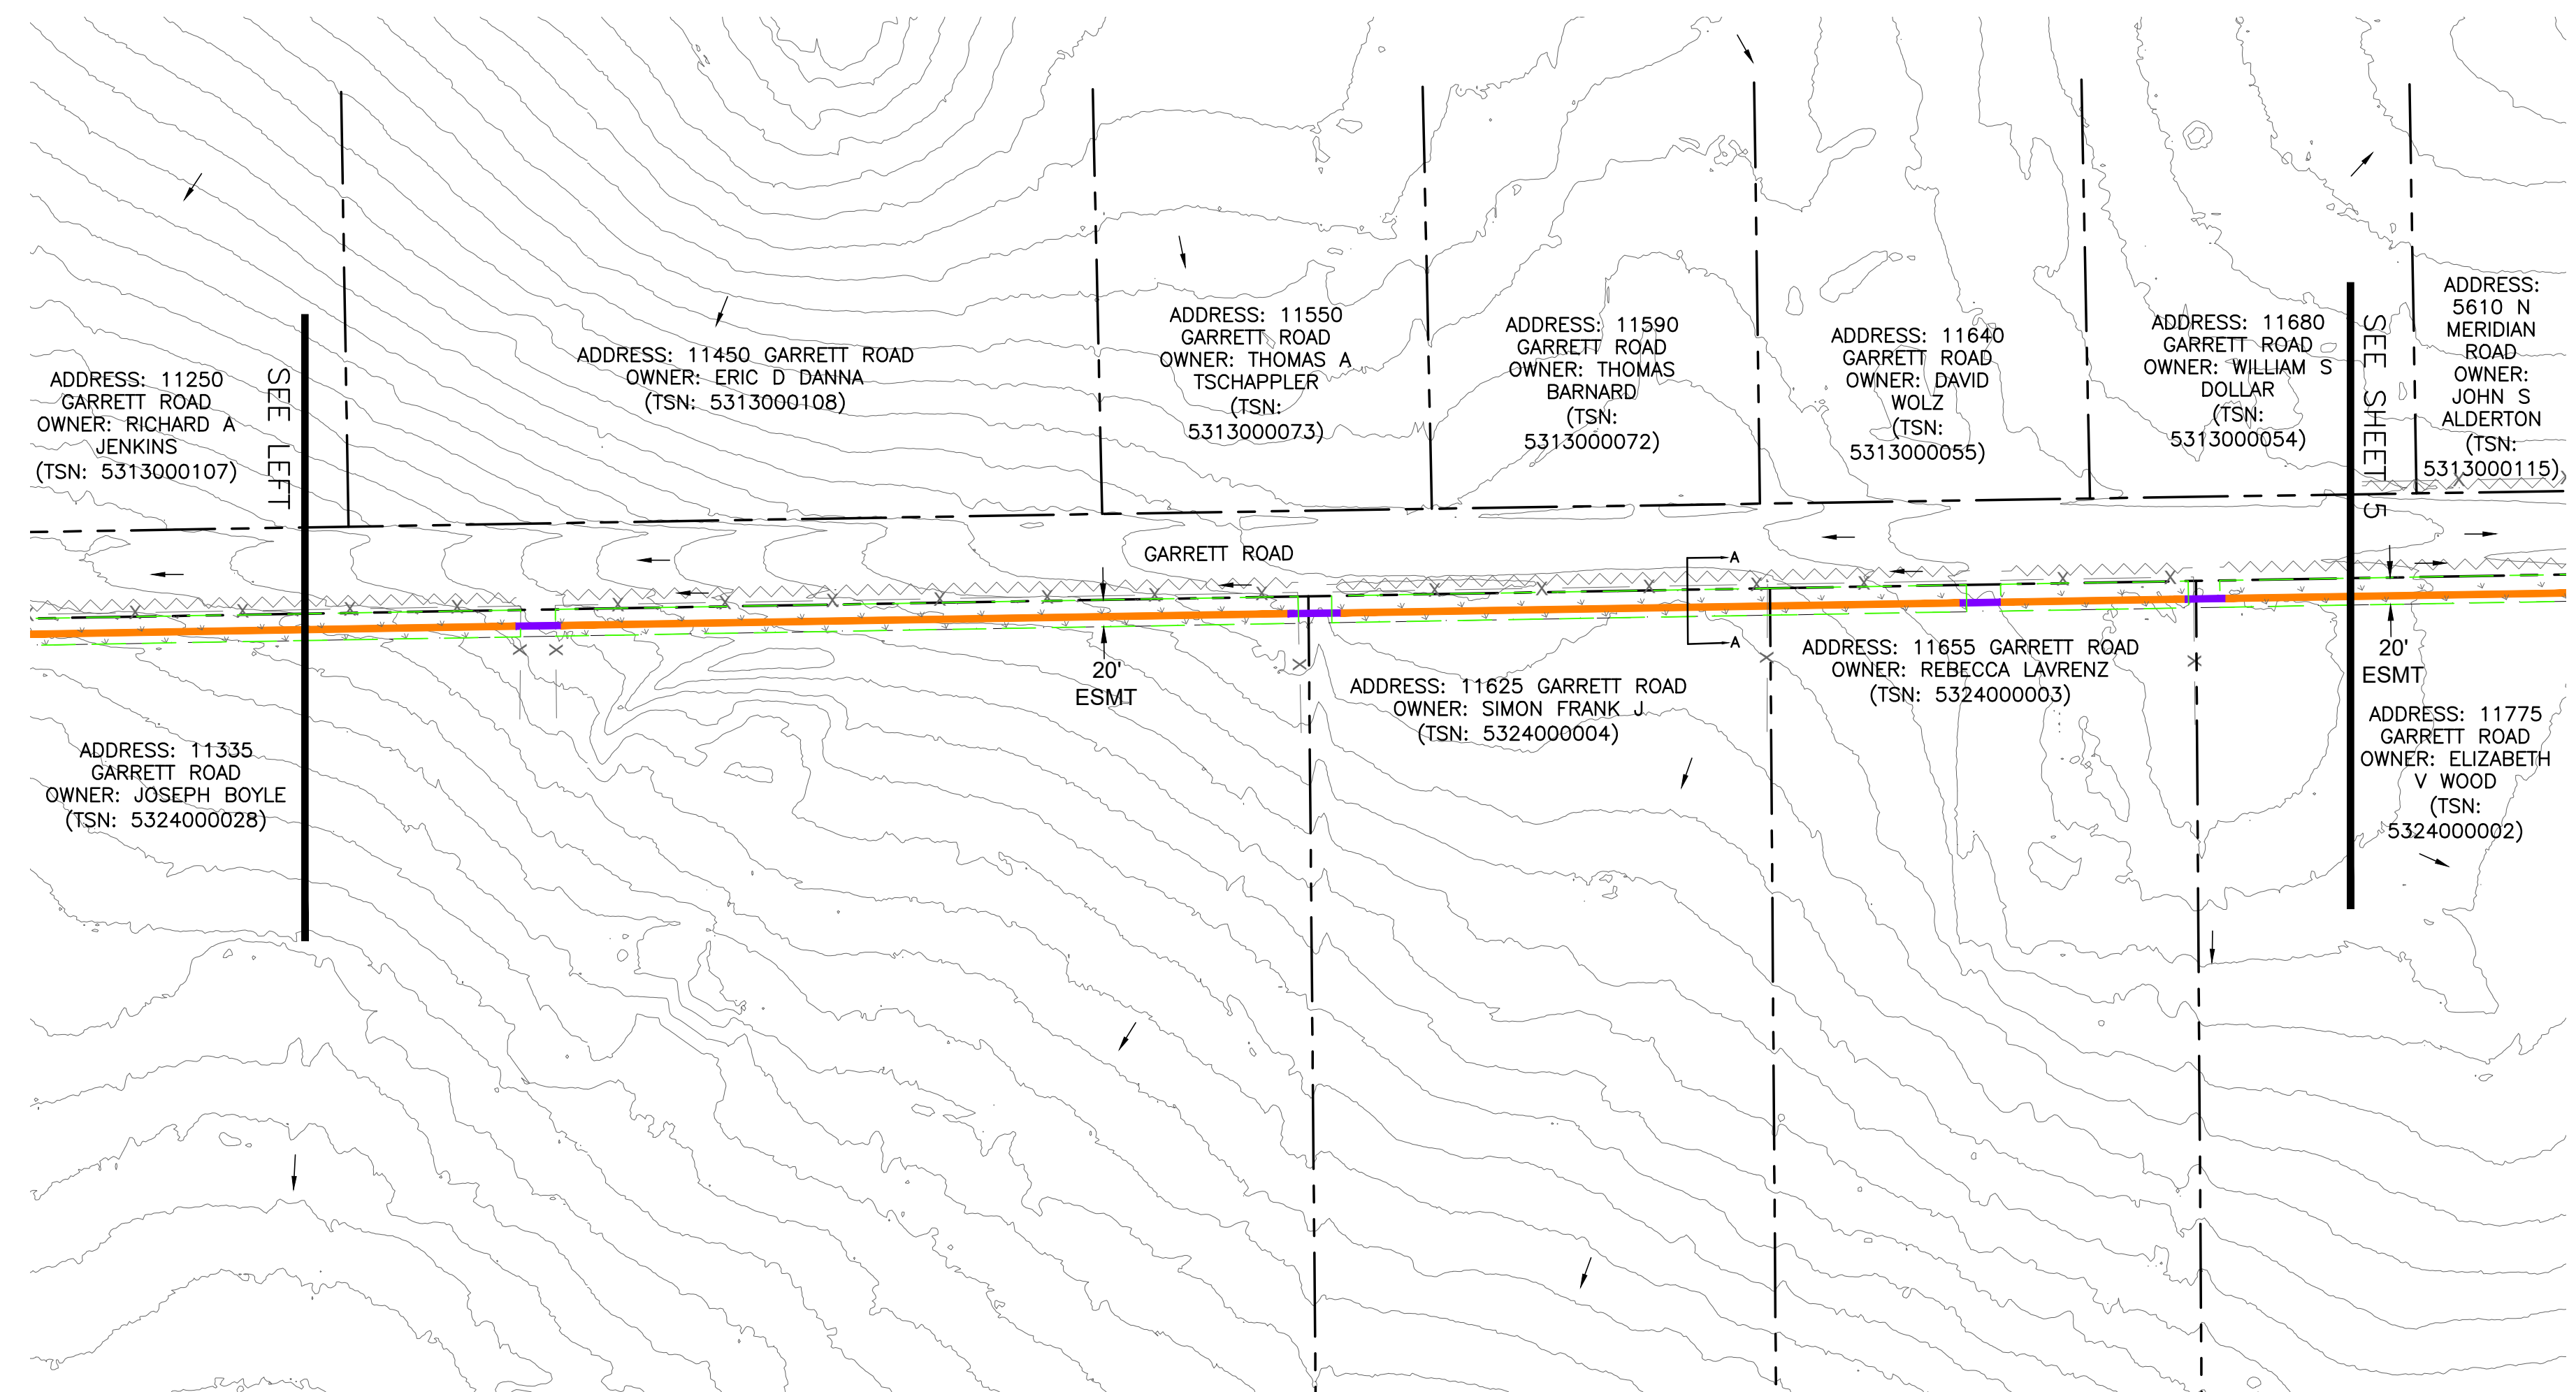 ADDRESS: 11250
GARRETT ROAD
OWNER: RICHARD A
JENKINS
(TSN: 5313000107)
SEE LEFT
ADDRESS: 11450 GARRETT ROAD
OWNER: ERIC D DANNA
(TSN: 5313000108)
ADDRESS: 11550
GARRETT ROAD
OWNER: THOMAS A
TSCHAPPLER
(TSN:
5313000073)
ADDRESS: 11590
GARRETT ROAD
OWNER: THOMAS
BARNARD
(TSN:
5313000072)
ADDRESS: 11640
GARRETT ROAD
OWNER: DAVID
WOLZ
(TSN:
5313000055)
ADDRESS: 11680
GARRETT ROAD
OWNER: WILLIAM S
DOLLAR
(TSN:
5313000054)
SEE SHEET 5
ADDRESS:
5610 N
MERIDIAN
ROAD
OWNER:
JOHN S
ALDERTON
(TSN:
5313000115)
GARRETT ROAD
A
A
20'
ESMT
20'
ESMT
ADDRESS: 11335
GARRETT ROAD
OWNER: JOSEPH BOYLE
(TSN: 5324000028)
ADDRESS: 11625 GARRETT ROAD
OWNER: SIMON FRANK J
(TSN: 5324000004)
ADDRESS: 11655 GARRETT ROAD
OWNER: REBECCA LAVRENZ
(TSN: 5324000003)
ADDRESS: 11775
GARRETT ROAD
OWNER: ELIZABETH
V WOOD
(TSN:
5324000002)